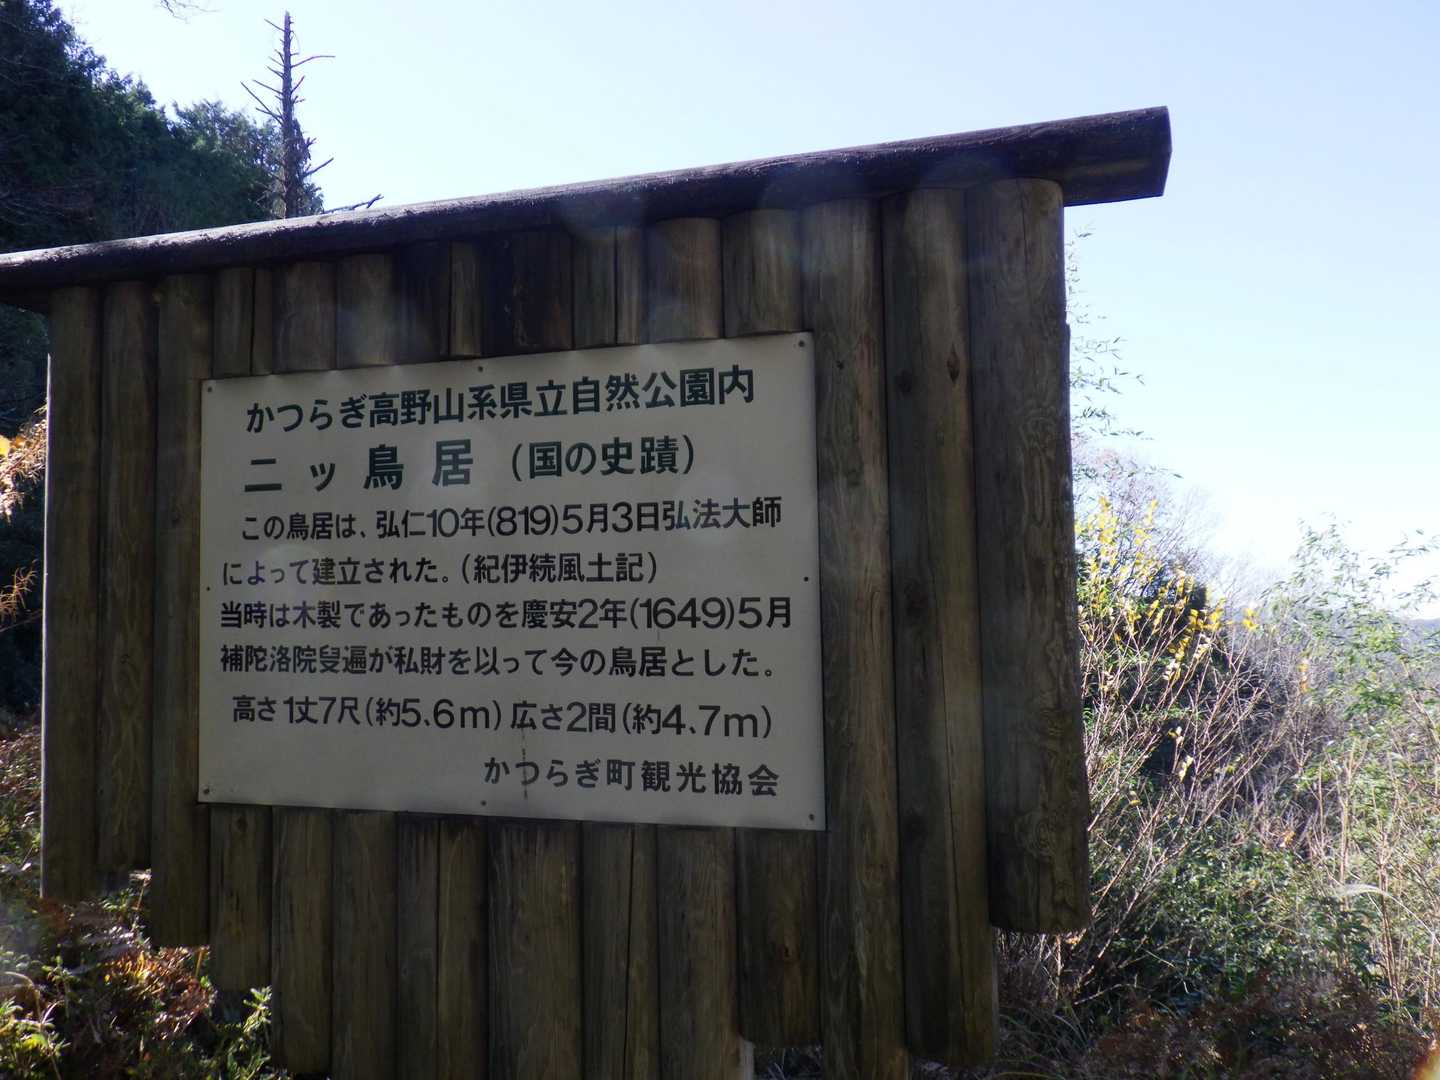 かつらぎ高野山系県立自然公園内
二ッ鳥居 (国の史蹟)
この鳥居は、弘仁10年(819)5月3日弘法大師
によって建立された。(紀伊続風土記)
当時は木製であったものを慶安2年(1649)5月
補陀洛院叟遍が私財を以って今の鳥居とした。
高さ1丈7尺(約5.6m) 広さ2間(約4.7m)
かつらぎ町観光協会